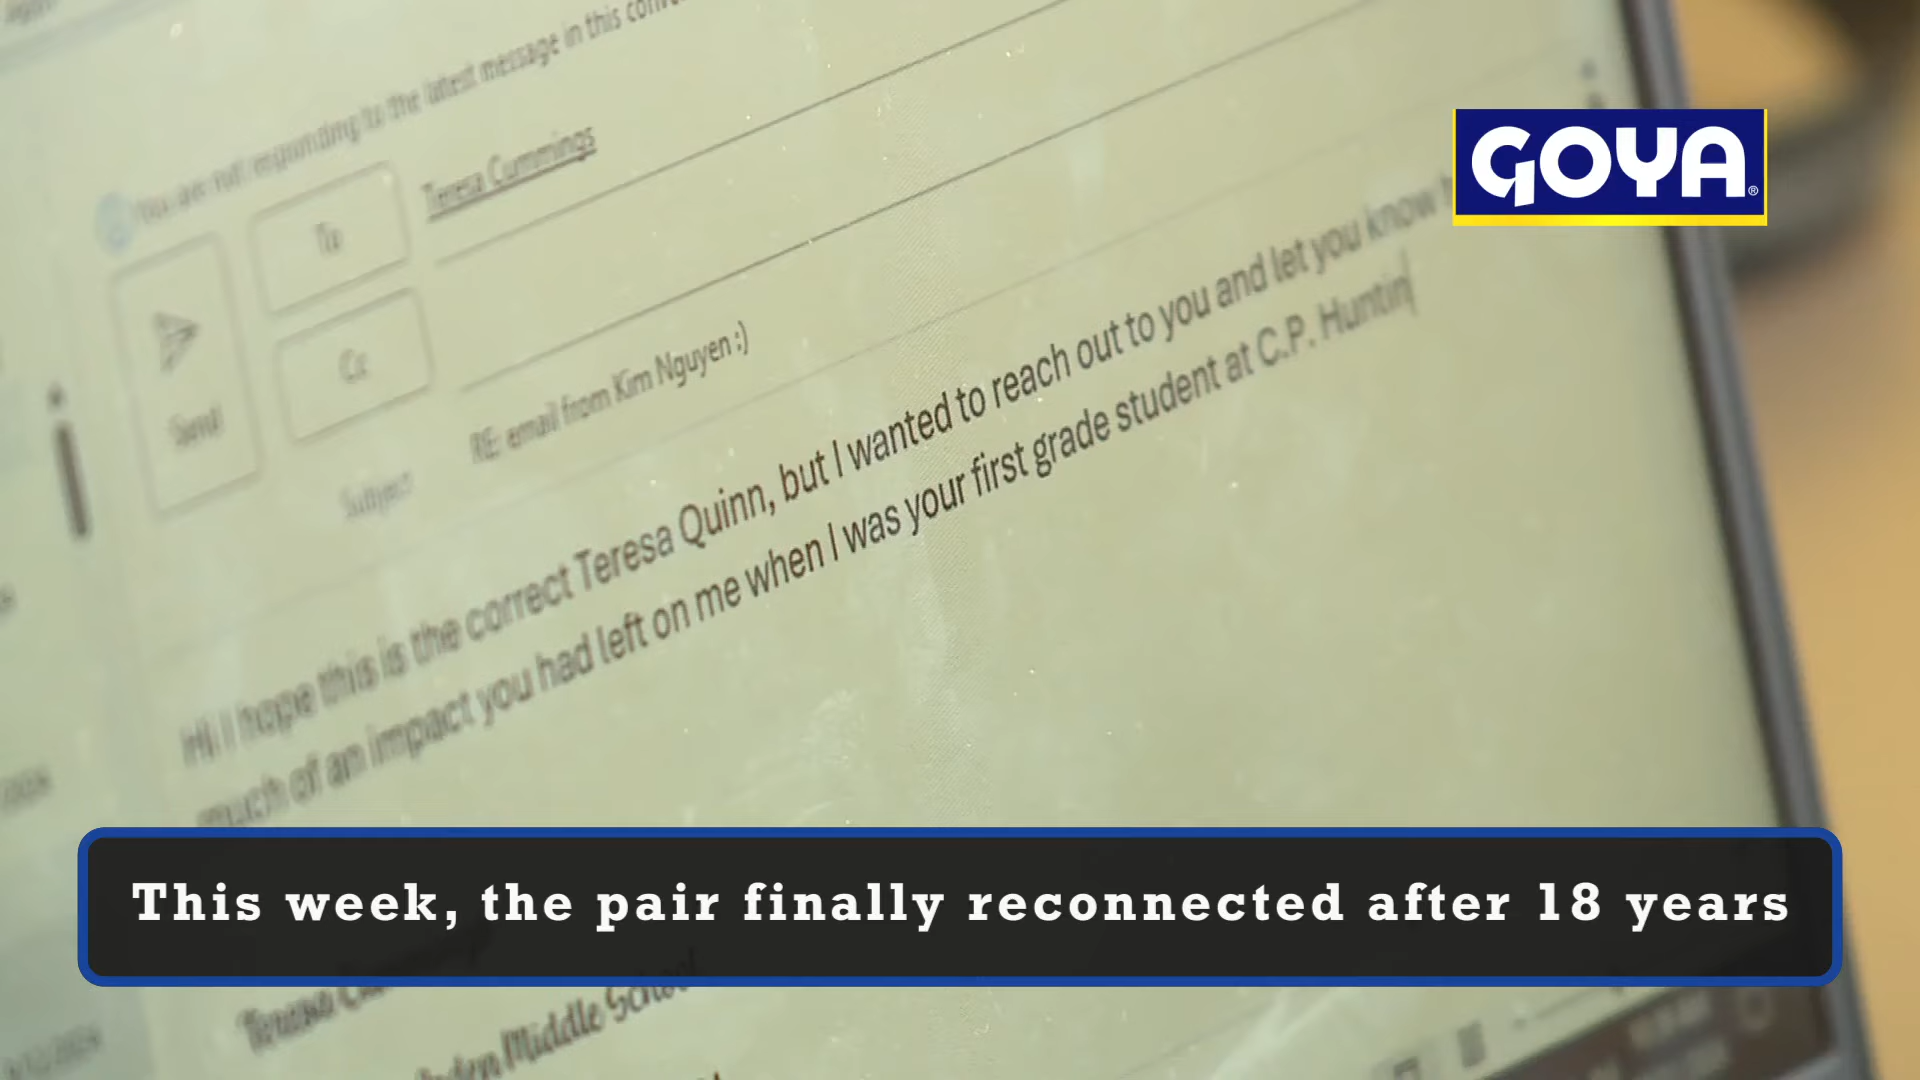 You are not responding to the latest message in this
To
Teresa Cummings
Send
Cc
Subject
RE: email from Kim Nguyen :)
Hi I hope this is the correct Teresa Quinn, but I wanted to reach out to you and let you know
much of an impact you had left on me when I was your first grade student at C.P. Huntin
GOYA®
This week, the pair finally reconnected after 18 years
Teresa
Middle School